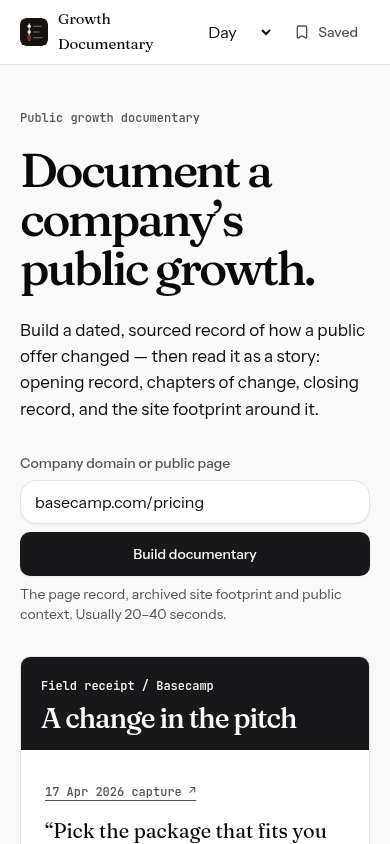 Growth
Documentary
Day
Saved
Public growth documentary
Document a
company’s
public growth.
Build a dated, sourced record of how a public
offer changed — then read it as a story:
opening record, chapters of change, closing
record, and the site footprint around it.
Company domain or public page
basecamp.com/pricing
Build documentary
The page record, archived site footprint and public
context. Usually 20–40 seconds.
Field receipt / Basecamp
A change in the pitch
17 Apr 2026 capture ↗
“Pick the package that fits you